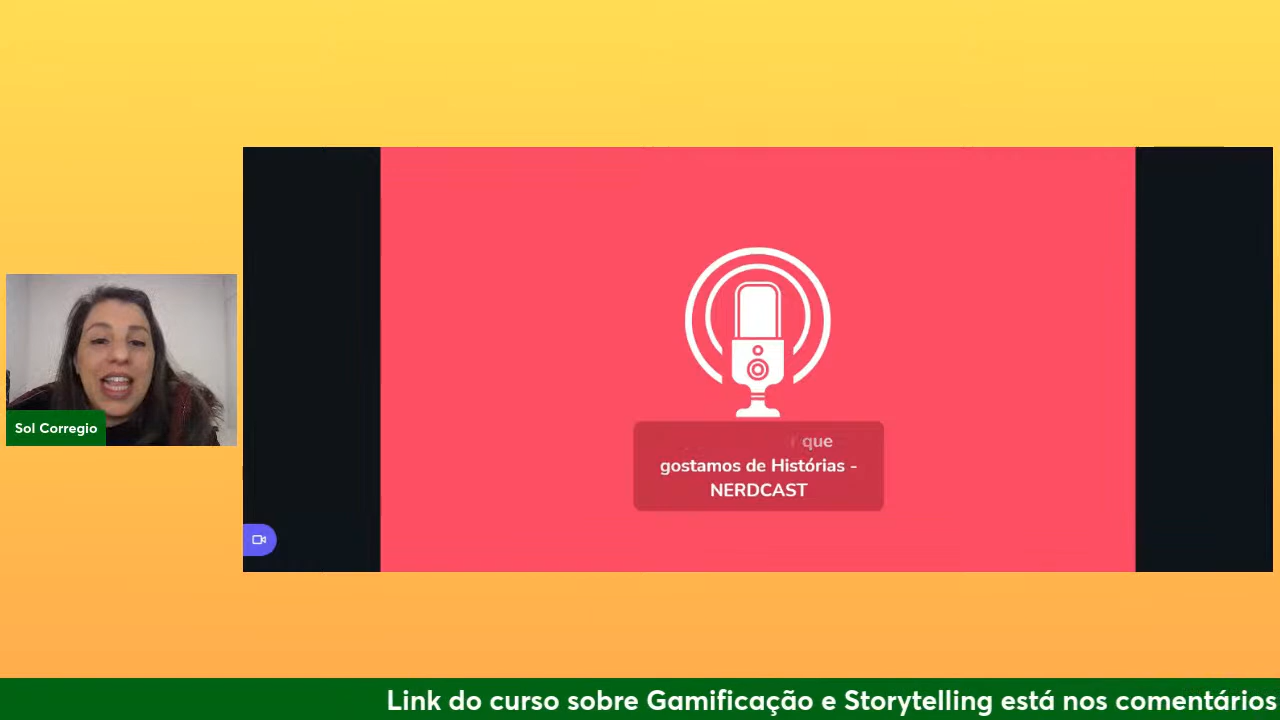 Sol Corregio
que
gostamos de Histórias -
NERDCAST
Link do curso sobre Gamificação e Storytelling está nos comentários